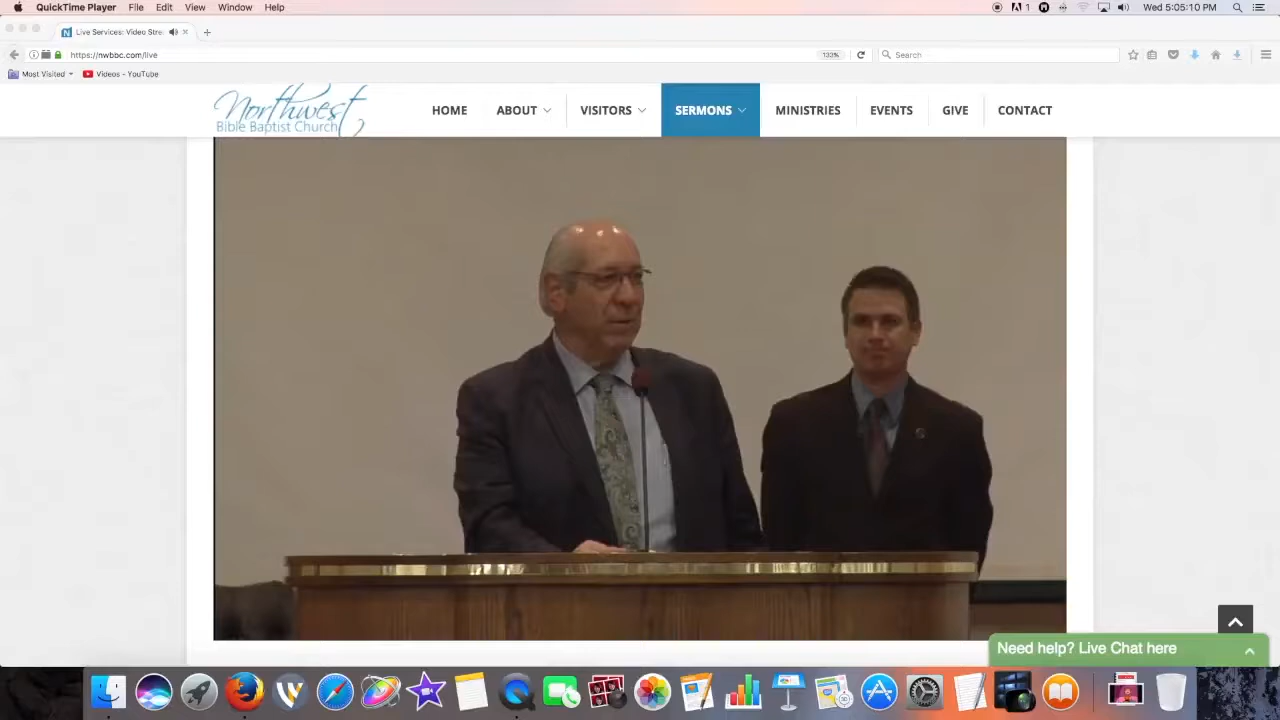 QuickTime Player File Edit View Window Help
1 Wed 5:05:10 PM
Live Services: Video Stre
https://nwbbc.com/live 133% Search
Most Visited Videos - YouTube
Northwest
Bible Baptist Church
HOME ABOUT VISITORS SERMONS MINISTRIES EVENTS GIVE CONTACT
Need help? Live Chat here